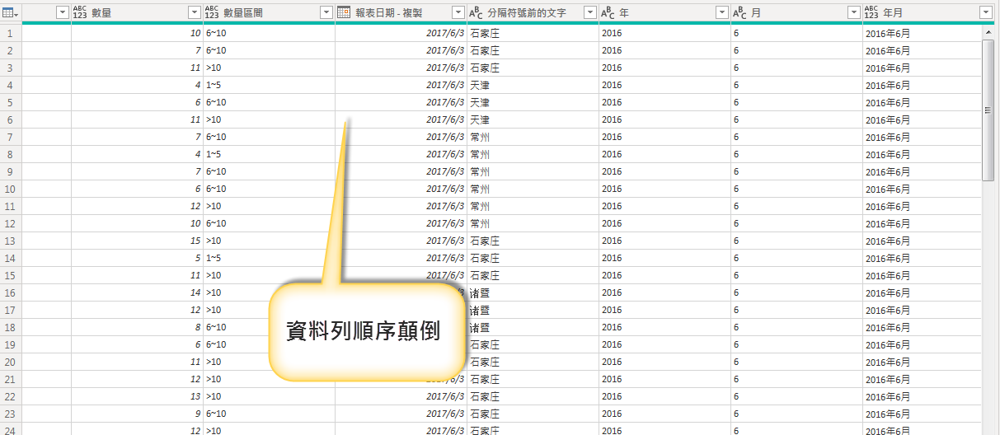 ABC 123 數量 ABC 123 數量區間 報表日期 - 複製 ABC 分隔符號前的文字 ABC 年 ABC 月 ABC 123 年月
1 10 6~10 2017/6/3 石家庄 2016 6 2016年6月
2 7 6~10 2017/6/3 石家庄 2016 6 2016年6月
3 11 >10 2017/6/3 石家庄 2016 6 2016年6月
4 4 1~5 2017/6/3 天津 2016 6 2016年6月
5 6 6~10 2017/6/3 天津 2016 6 2016年6月
6 11 >10 2017/6/3 天津 2016 6 2016年6月
7 7 6~10 2017/6/3 常州 2016 6 2016年6月
8 4 1~5 2017/6/3 常州 2016 6 2016年6月
9 7 6~10 2017/6/3 常州 2016 6 2016年6月
10 6 6~10 2017/6/3 常州 2016 6 2016年6月
11 12 >10 2017/6/3 常州 2016 6 2016年6月
12 10 6~10 2017/6/3 常州 2016 6 2016年6月
13 15 >10 2017/6/3 石家庄 2016 6 2016年6月
14 5 1~5 2017/6/3 石家庄 2016 6 2016年6月
15 11 >10 2017/6/3 石家庄 2016 6 2016年6月
16 14 >10 诸暨 2016 6 2016年6月
17 12 >10 诸暨 2016 6 2016年6月
18 8 6~10 诸暨 2016 6 2016年6月
19 6 6~10 石家庄 2016 6 2016年6月
20 11 >10 石家庄 2016 6 2016年6月
21 12 >10 2017/6/3 石家庄 2016 6 2016年6月
22 13 >10 2017/6/3 石家庄 2016 6 2016年6月
23 9 6~10 2017/6/3 石家庄 2016 6 2016年6月
24 12 >10 2017/6/3 石家庄 2016 6 2016年6月
資料列順序顛倒